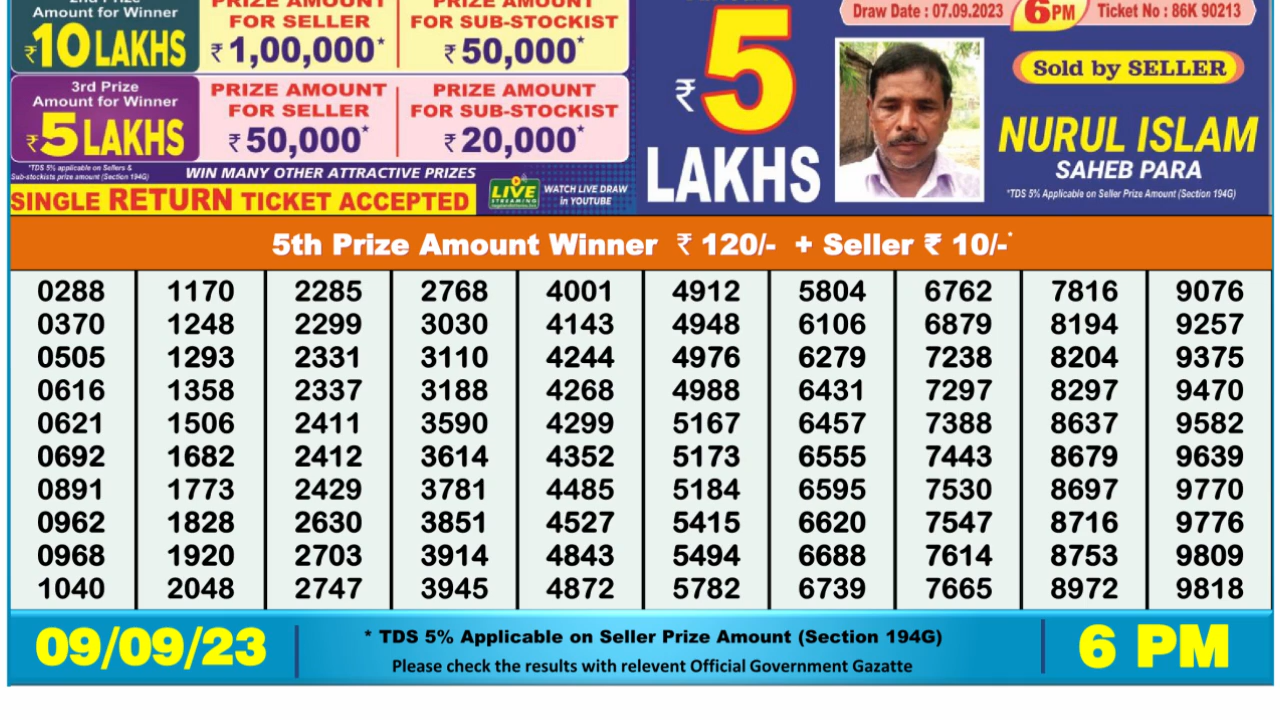 2nd Prize
Amount for Winner
₹10 LAKHS
PRIZE AMOUNT
FOR SELLER
₹ 1,00,000*
PRIZE AMOUNT
FOR SUB-STOCKIST
₹ 50,000*
3rd Prize
Amount for Winner
₹5 LAKHS
PRIZE AMOUNT
FOR SELLER
₹ 50,000*
PRIZE AMOUNT
FOR SUB-STOCKIST
₹ 20,000*
*TDS 5% applicable on Sellers &
Sub-stockists prize amount (Section 194G)
WIN MANY OTHER ATTRACTIVE PRIZES
SINGLE RETURN TICKET ACCEPTED
LIVE
STREAMING
WATCH LIVE DRAW
in YOUTUBE
₹ 5
LAKHS
Draw Date : 07.09.2023 6PM Ticket No : 86K 90213
Sold by SELLER
NURUL ISLAM
SAHEB PARA
*TDS 5% Applicable on Seller Prize Amount (Section 194G)
5th Prize Amount Winner ₹ 120/- + Seller ₹ 10/-*
0288 1170 2285 2768 4001 4912 5804 6762 7816 9076
0370 1248 2299 3030 4143 4948 6106 6879 8194 9257
0505 1293 2331 3110 4244 4976 6279 7238 8204 9375
0616 1358 2337 3188 4268 4988 6431 7297 8297 9470
0621 1506 2411 3590 4299 5167 6457 7388 8637 9582
0692 1682 2412 3614 4352 5173 6555 7443 8679 9639
0891 1773 2429 3781 4485 5184 6595 7530 8697 9770
0962 1828 2630 3851 4527 5415 6620 7547 8716 9776
0968 1920 2703 3914 4843 5494 6688 7614 8753 9809
1040 2048 2747 3945 4872 5782 6739 7665 8972 9818
09/09/23
* TDS 5% Applicable on Seller Prize Amount (Section 194G)
Please check the results with relevent Official Government Gazatte
6 PM